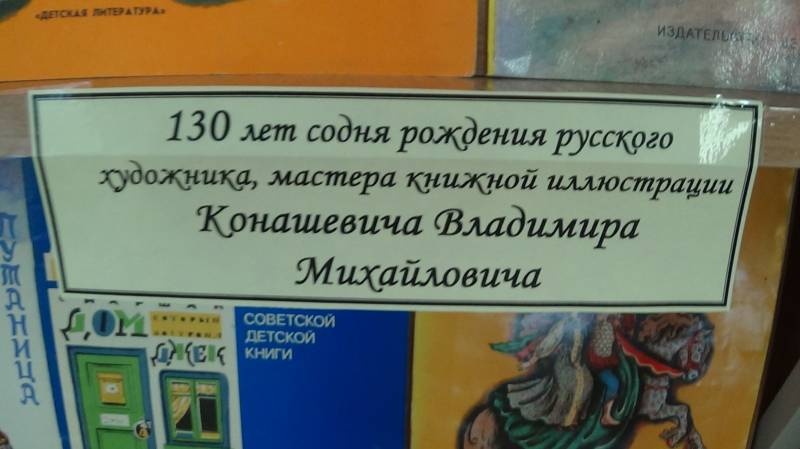 «ДЕТСКАЯ ЛИТЕРАТУРА»
130 лет содня рождения русского
художника, мастера книжной иллюстрации
Конашевича Владимира
Михайловича
ПУТАНИЦА
ДОМ
ДЖЕК
СОВЕТСКОЙ
ДЕТСКОЙ
КНИГИ